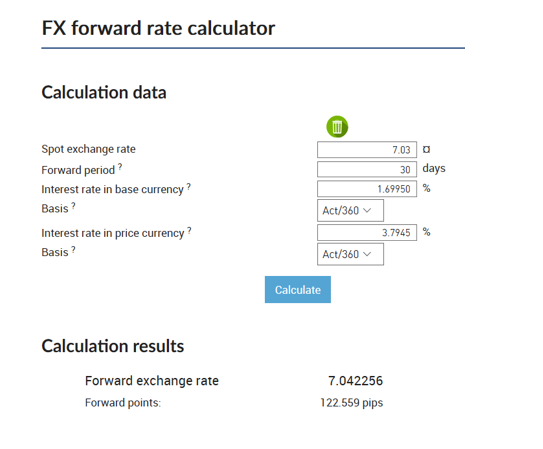 FX forward rate calculator
Calculation data
Spot exchange rate 7.03 ¤
Forward period ? 30 days
Interest rate in base currency ? 1.69950 %
Basis ? Act/360
Interest rate in price currency ? 3.7945 %
Basis ? Act/360
Calculate
Calculation results
Forward exchange rate 7.042256
Forward points: 122.559 pips